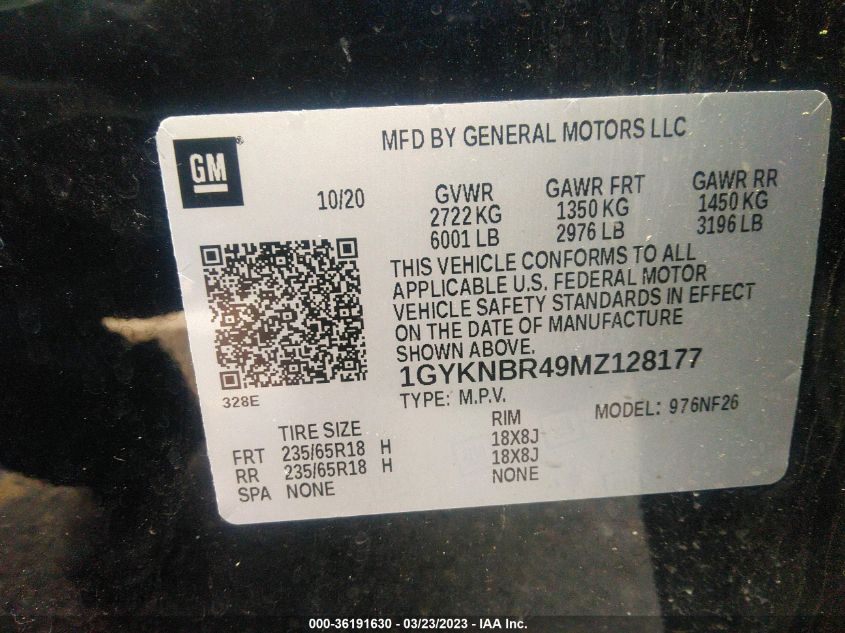 MFD BY GENERAL MOTORS LLC
GM
®
10/20
GVWR GAWR FRT GAWR RR
2722 KG 1350 KG 1450 KG
6001 LB 2976 LB 3196 LB
THIS VEHICLE CONFORMS TO ALL
APPLICABLE U.S. FEDERAL MOTOR
VEHICLE SAFETY STANDARDS IN EFFECT
ON THE DATE OF MANUFACTURE
SHOWN ABOVE.
1GYKNBR49MZ128177
328E
TYPE: M.P.V. MODEL: 976NF26
TIRE SIZE RIM
FRT 235/65R18 H 18X8J
RR 235/65R18 H 18X8J
SPA NONE NONE
000-36191630 - 03/23/2023 - IAA Inc.